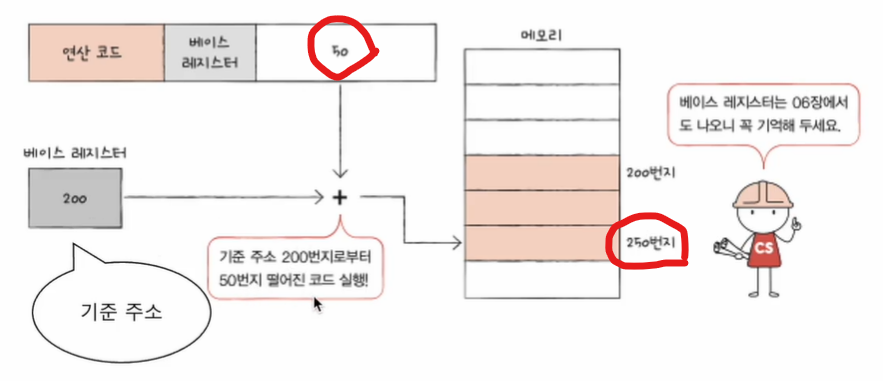 연산 코드
베이스
레지스터
50
메모리
베이스 레지스터는 06장에서
도 나오니 꼭 기억해 두세요.
베이스 레지스터
200
+
200번지
250번지
기준 주소 200번지로부터
50번지 떨어진 코드 실행!
기준 주소
CS